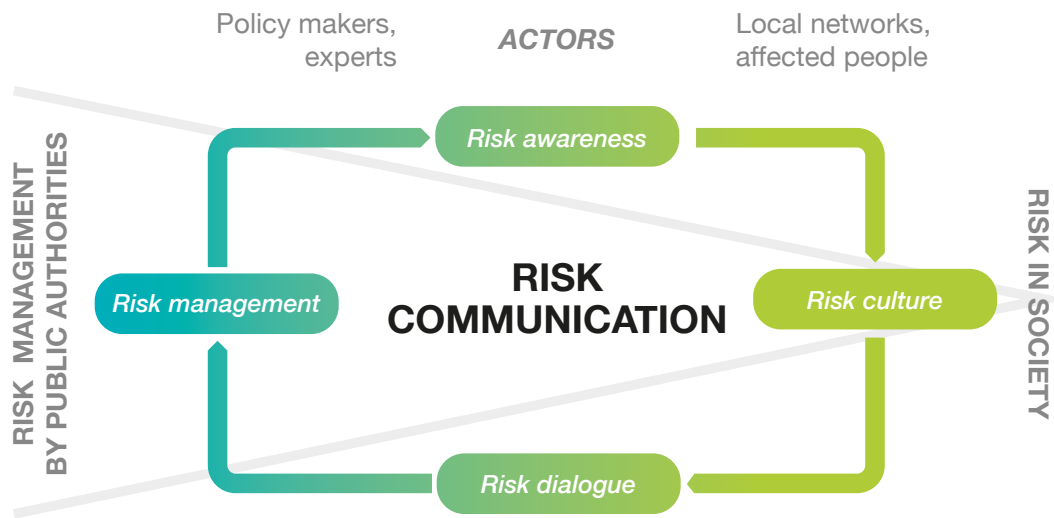 Policy makers,
experts
ACTORS
Local networks,
affected people
RISK MANAGEMENT
BY PUBLIC AUTHORITIES
Risk awareness
Risk management
RISK
COMMUNICATION
Risk culture
RISK IN SOCIETY
Risk dialogue